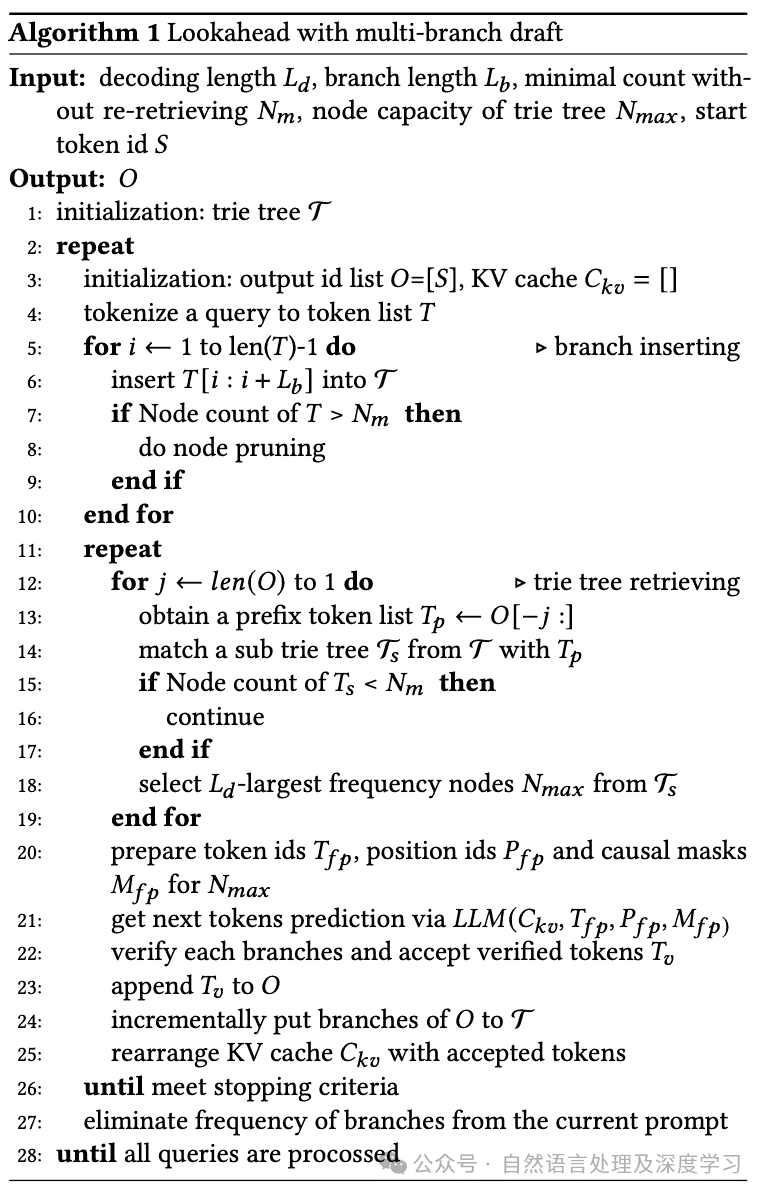 Algorithm 1 Lookahead with multi-branch draft
Input: decoding length L_d, branch length L_b, minimal count with-
out re-retrieving N_m, node capacity of trie tree N_max, start
token id S
Output: O
1: initialization: trie tree 𝒯
2: repeat
3: initialization: output id list O=[S], KV cache C_kv = []
4: tokenize a query to token list T
5: for i ← 1 to len(T)-1 do ▹ branch inserting
6: insert T[i : i + L_b] into 𝒯
7: if Node count of T > N_m then
8: do node pruning
9: end if
10: end for
11: repeat
12: for j ← len(O) to 1 do ▹ trie tree retrieving
13: obtain a prefix token list T_p ← O[−j :]
14: match a sub trie tree 𝒯_s from 𝒯 with T_p
15: if Node count of T_s < N_m then
16: continue
17: end if
18: select L_d-largest frequency nodes N_max from 𝒯_s
19: end for
20: prepare token ids T_fp, position ids P_fp and causal masks
M_fp for N_max
21: get next tokens prediction via LLM(C_kv, T_fp, P_fp, M_fp)
22: verify each branches and accept verified tokens T_v
23: append T_v to O
24: incrementally put branches of O to 𝒯
25: rearrange KV cache C_kv with accepted tokens
26: until meet stopping criteria
27: eliminate frequency of branches from the current prompt
28: until all queries are procossed
公众号 · 自然语言处理及深度学习